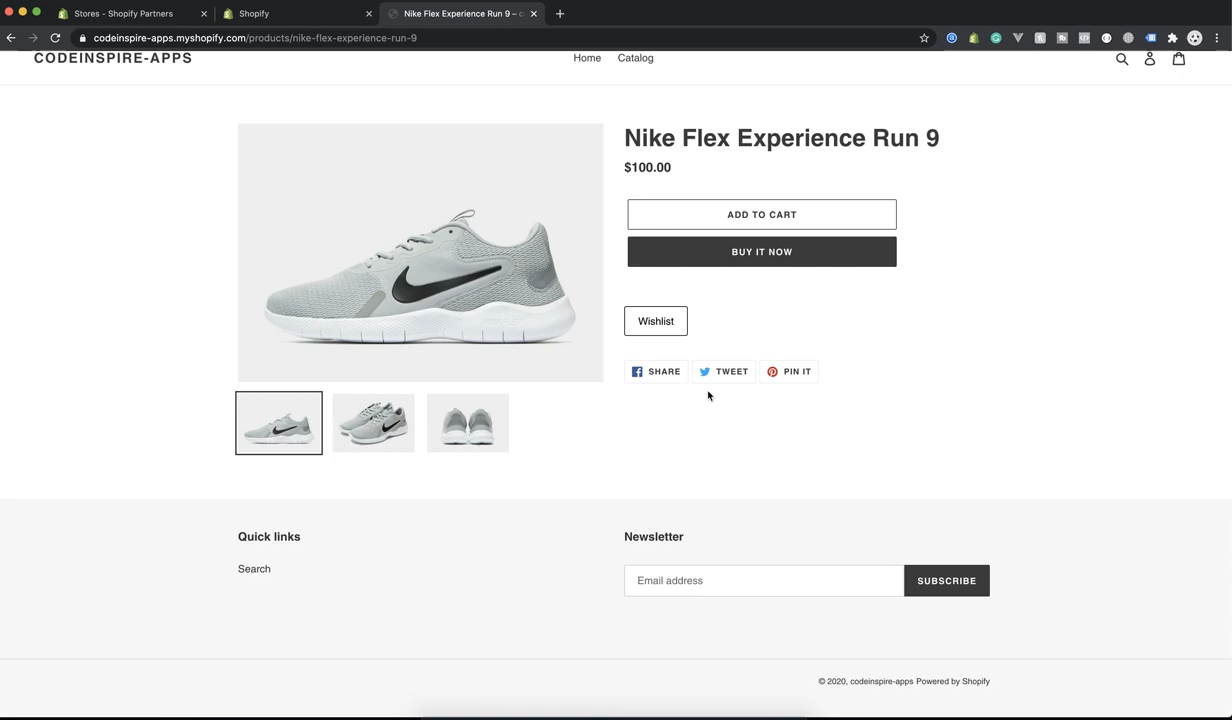 Stores - Shopify Partners
Shopify
Nike Flex Experience Run 9 – c
codeinspire-apps.myshopify.com/products/nike-flex-experience-run-9
CODEINSPIRE-APPS
Home
Catalog
Nike Flex Experience Run 9
$100.00
ADD TO CART
BUY IT NOW
Wishlist
SHARE
TWEET
PIN IT
Quick links
Search
Newsletter
Email address
SUBSCRIBE
© 2020, codeinspire-apps Powered by Shopify